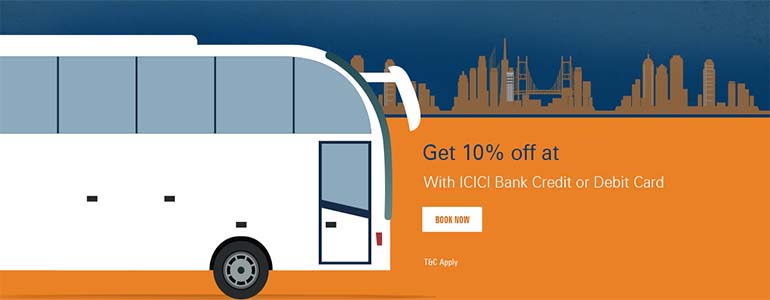 Get 10% off at
With ICICI Bank Credit or Debit Card
BOOK NOW
T&C Apply